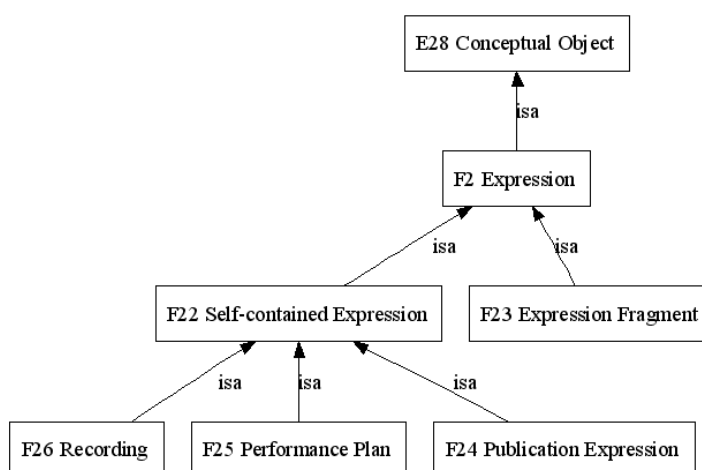 E28 Conceptual Object
isa
F2 Expression
isa
isa
F22 Self-contained Expression
F23 Expression Fragment
isa
isa
isa
F26 Recording
F25 Performance Plan
F24 Publication Expression